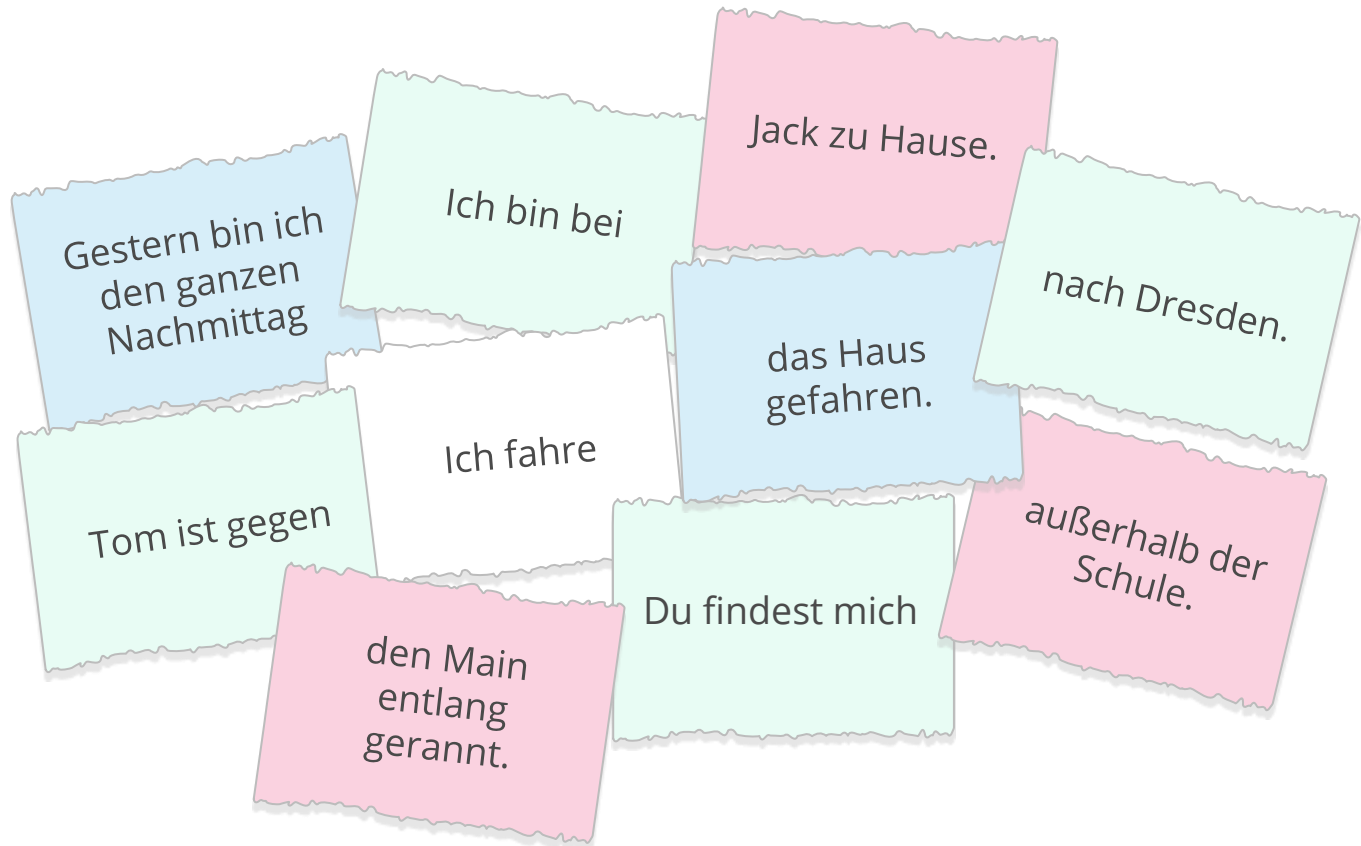 Jack zu Hause.
Ich bin bei
Gestern bin ich
den ganzen
Nachmittag
nach Dresden.
das Haus
gefahren.
Ich fahre
Tom ist gegen
außerhalb der
Schule.
Du findest mich
den Main
entlang
gerannt.